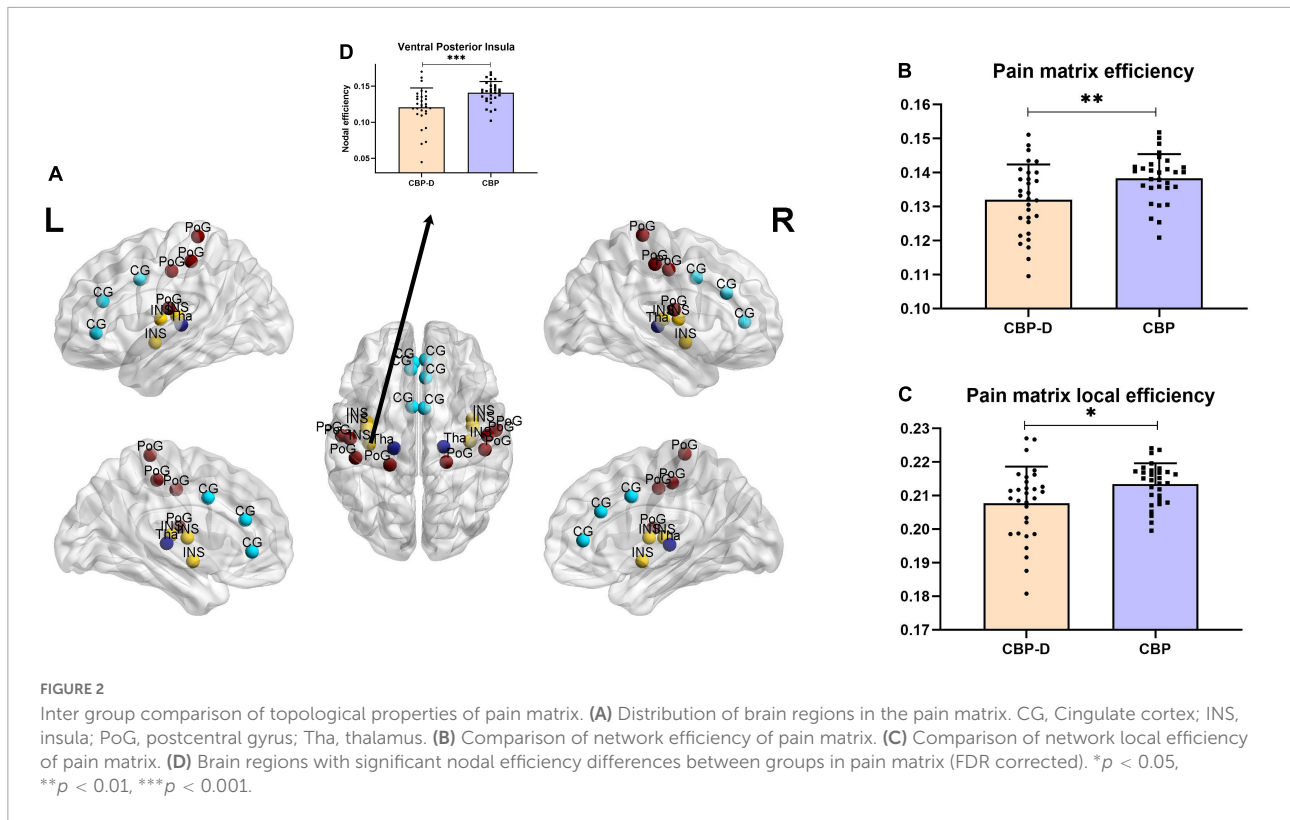 D
Ventral Posterior Insula
***
Nodal efficiency
0.15
0.10
0.05
CBP-D
CBP
A
L
R
PoG
PoG
PoG
CG
CG
CG
PoG
INS
INS
Tha
INS
PoG
PoG
PoG
CG
CG
CG
PoG
INS
INS
Tha
INS
CG
CG
CG
CG
CG
CG
INS
INS
PoG
PoG
INS
PoG
PoG
Tha
INS
INS
PoG
PoG
INS
PoG
PoG
Tha
PoG
PoG
PoG
CG
CG
CG
PoG
INS
INS
Tha
INS
PoG
PoG
PoG
CG
CG
CG
PoG
INS
INS
Tha
INS
B
Pain matrix efficiency
**
0.16
0.15
0.14
0.13
0.12
0.11
0.10
CBP-D
CBP
C
Pain matrix local efficiency
*
0.23
0.22
0.21
0.20
0.19
0.18
0.17
CBP-D
CBP
FIGURE 2
Inter group comparison of topological properties of pain matrix. (A) Distribution of brain regions in the pain matrix. CG, Cingulate cortex; INS,
insula; PoG, postcentral gyrus; Tha, thalamus. (B) Comparison of network efficiency of pain matrix. (C) Comparison of network local efficiency
of pain matrix. (D) Brain regions with significant nodal efficiency differences between groups in pain matrix (FDR corrected). *p < 0.05,
**p < 0.01, ***p < 0.001.